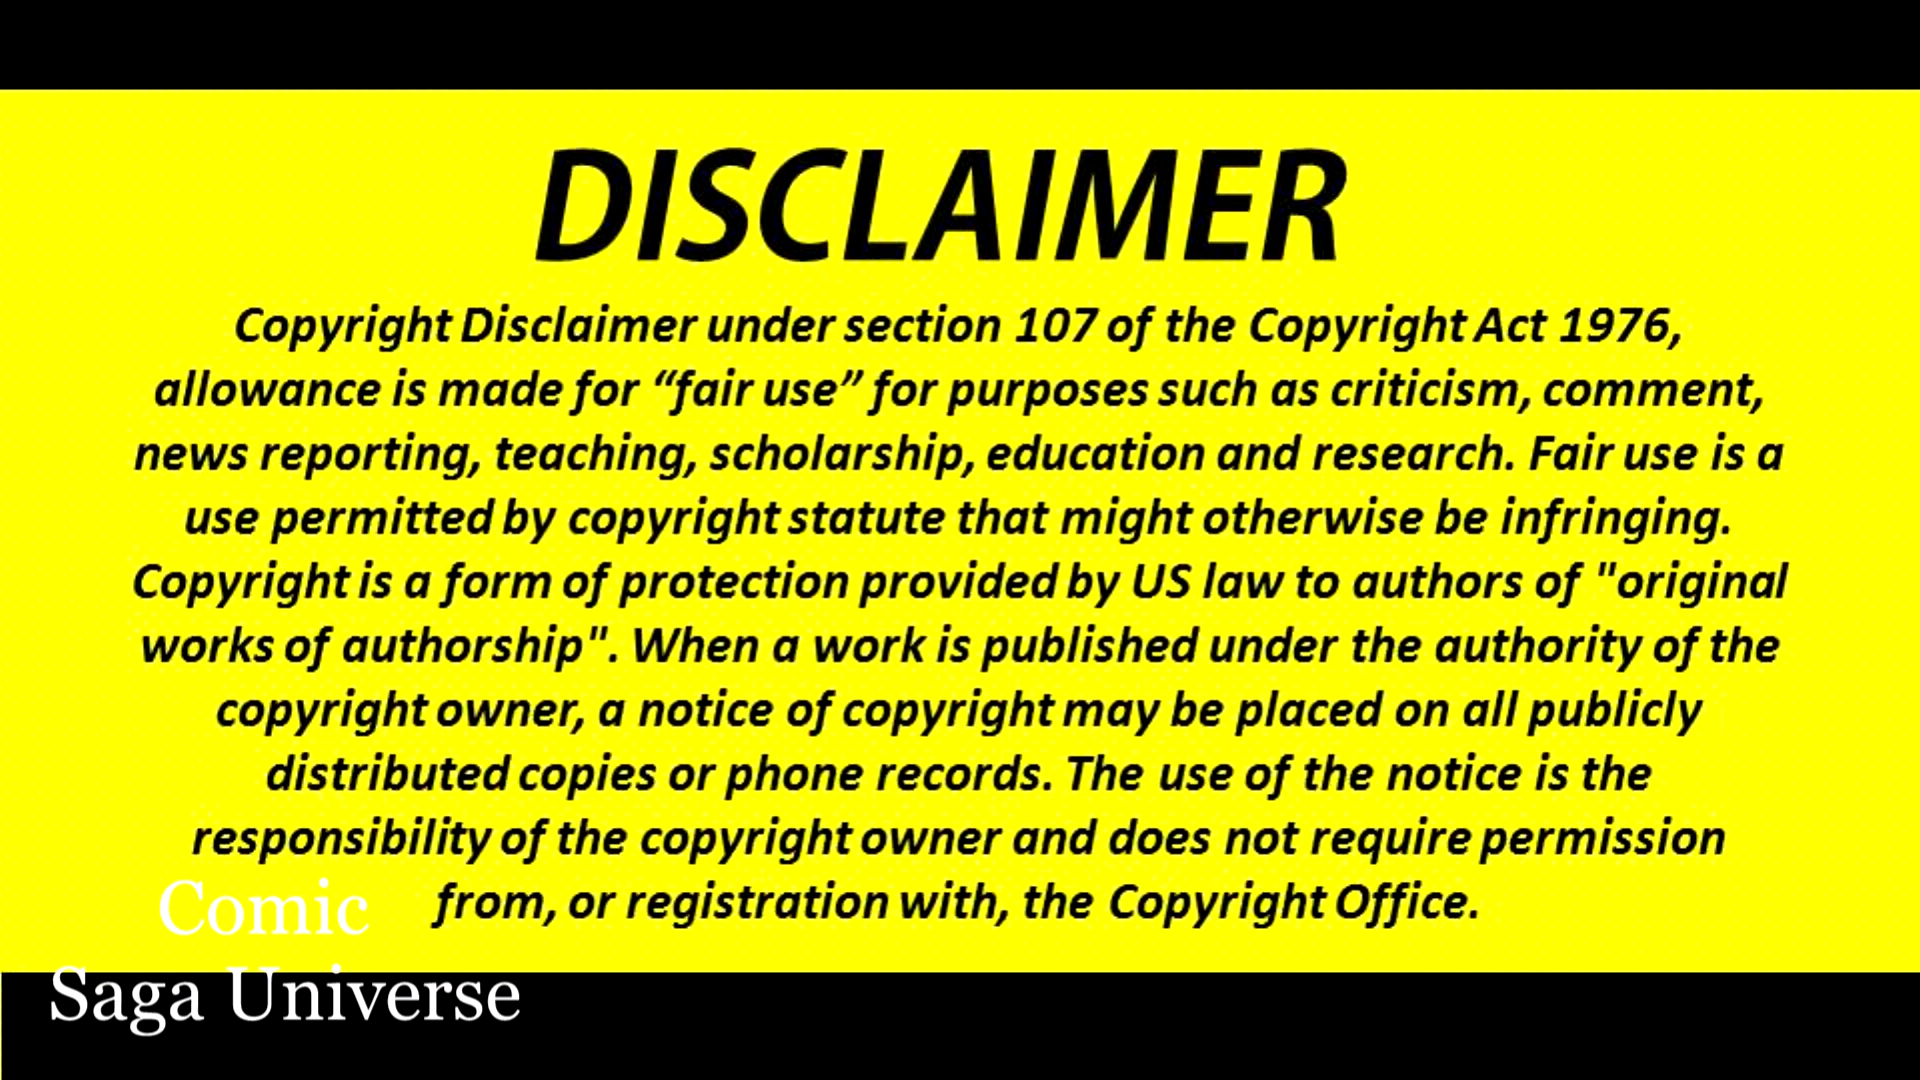 DISCLAIMER
Copyright Disclaimer under section 107 of the Copyright Act 1976,
allowance is made for “fair use” for purposes such as criticism, comment,
news reporting, teaching, scholarship, education and research. Fair use is a
use permitted by copyright statute that might otherwise be infringing.
Copyright is a form of protection provided by US law to authors of "original
works of authorship". When a work is published under the authority of the
copyright owner, a notice of copyright may be placed on all publicly
distributed copies or phone records. The use of the notice is the
responsibility of the copyright owner and does not require permission
from, or registration with, the Copyright Office.
Comic
Saga Universe